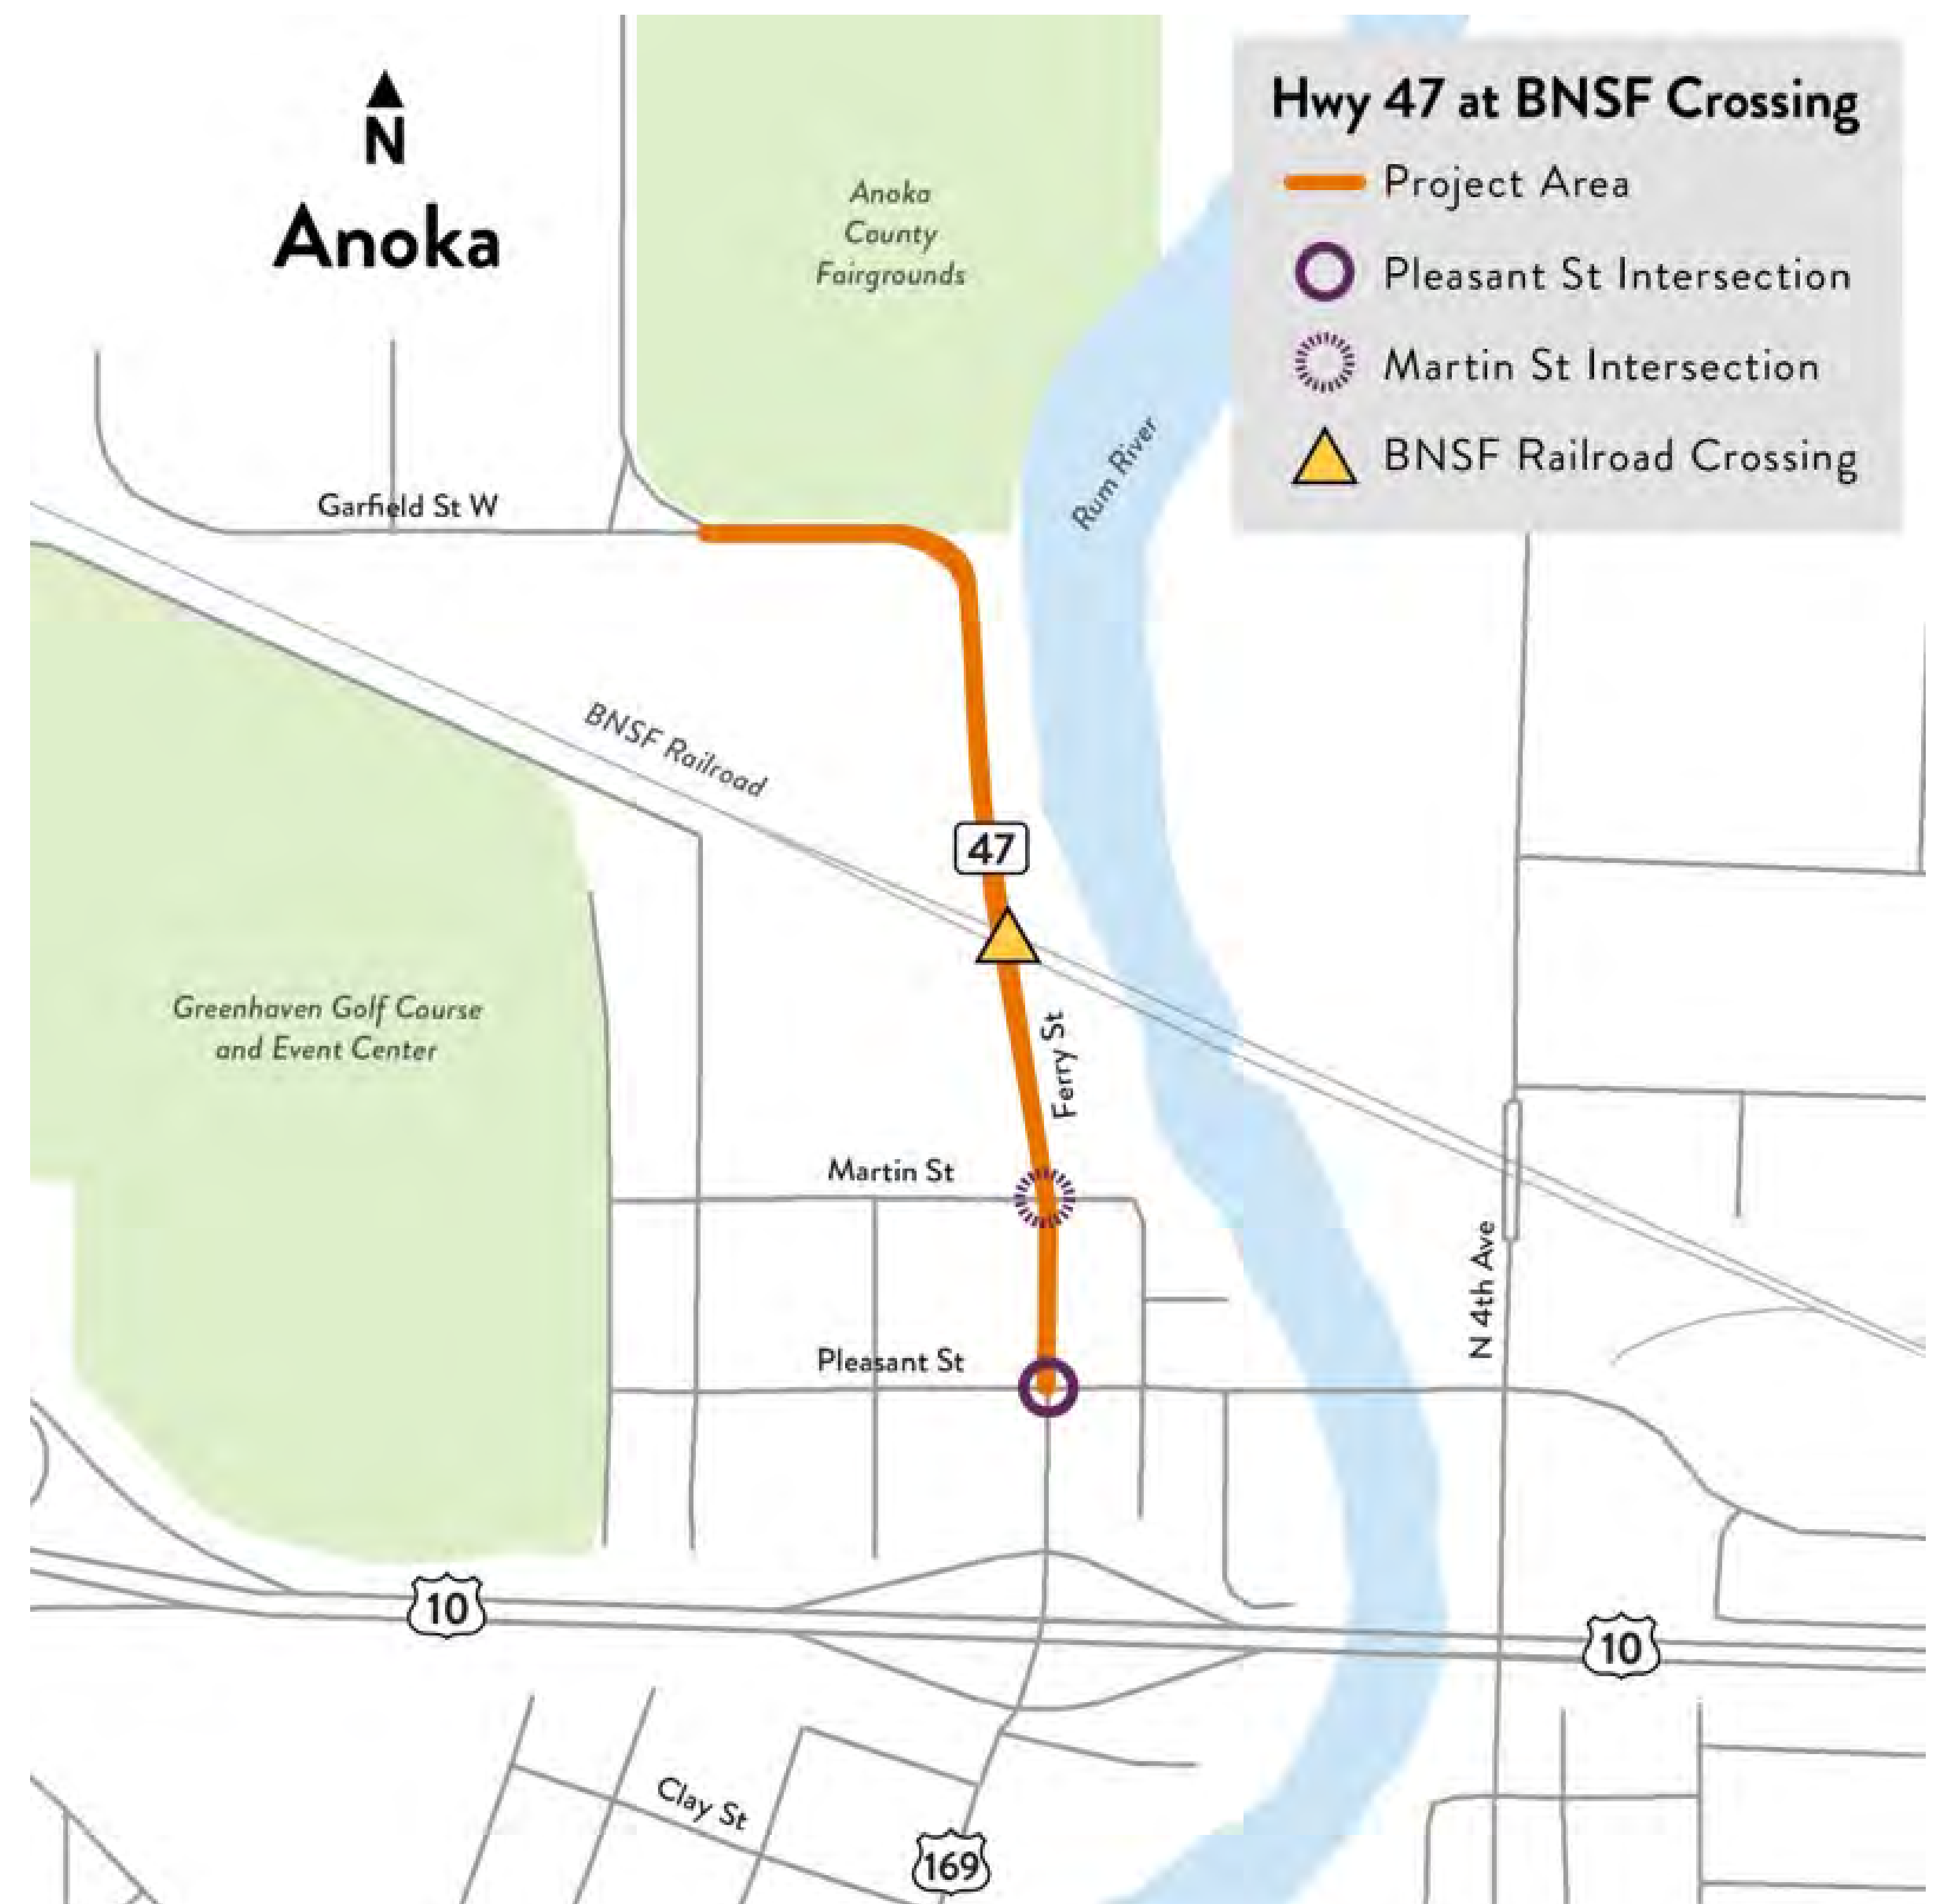 N
Anoka
Hwy 47 at BNSF Crossing
Project Area
Pleasant St Intersection
Martin St Intersection
BNSF Railroad Crossing
Anoka
County
Fairgrounds
Rum River
Garfield St W
BNSF Railroad
47
Greenhaven Golf Course
and Event Center
Ferry St
Martin St
N 4th Ave
Pleasant St
10
10
Clay St
169